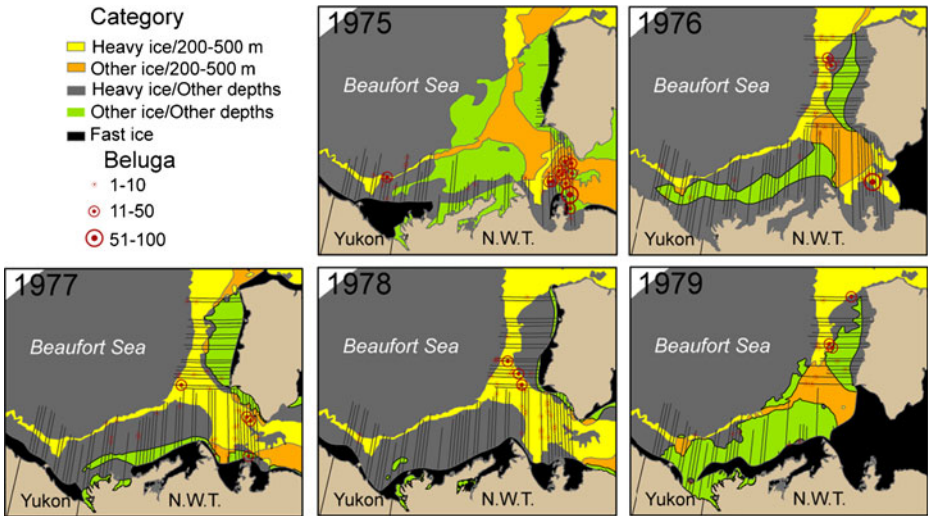 Category
Heavy ice/200-500 m
Other ice/200-500 m
Heavy ice/Other depths
Other ice/Other depths
Fast ice
Beluga
1-10
11-50
51-100
1975
Beaufort Sea
Yukon
N.W.T.
1976
Beaufort Sea
Yukon
N.W.T.
1977
Beaufort Sea
Yukon
N.W.T.
1978
Beaufort Sea
Yukon
N.W.T.
1979
Beaufort Sea
Yukon
N.W.T.